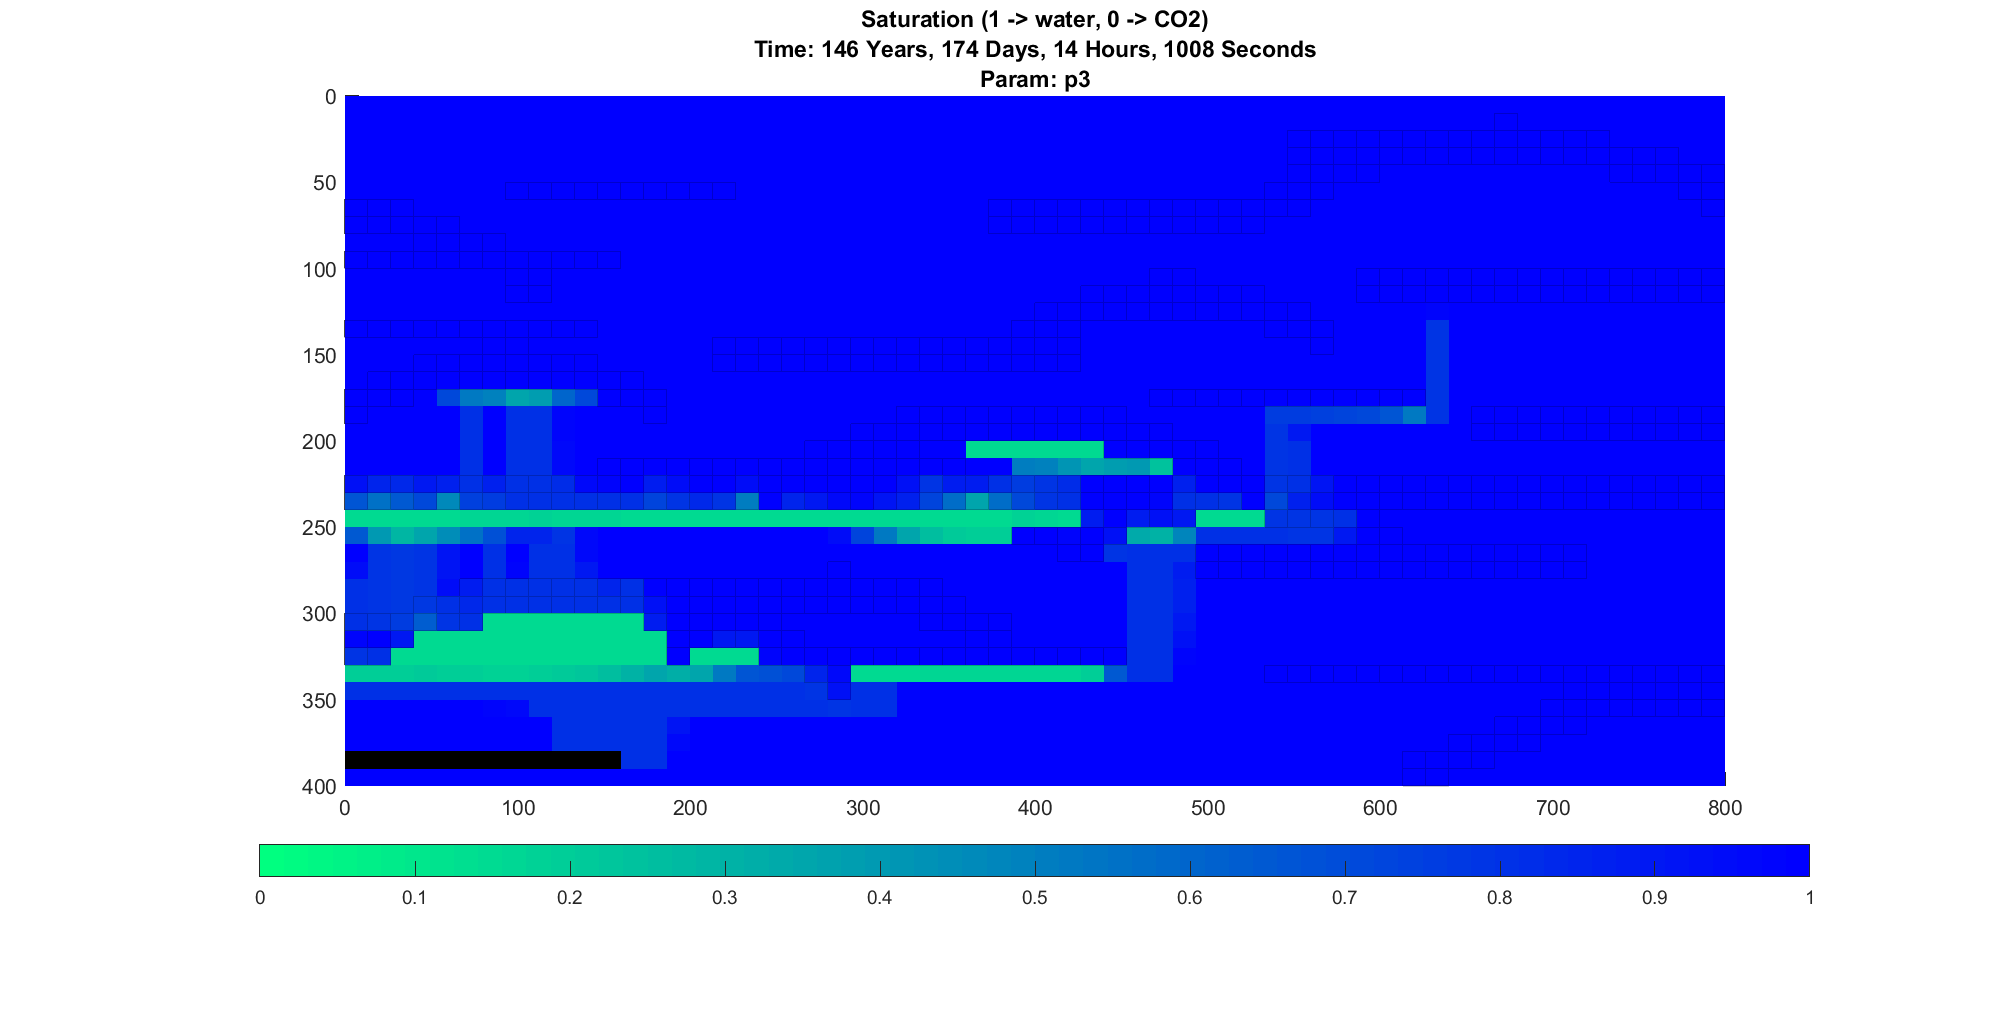 Saturation (1 -> water, 0 -> CO2)
Time: 146 Years, 174 Days, 14 Hours, 1008 Seconds
Param: p3
0
50
100
150
200
250
300
350
400
0 100 200 300 400 500 600 700 800
0 0.1 0.2 0.3 0.4 0.5 0.6 0.7 0.8 0.9 1